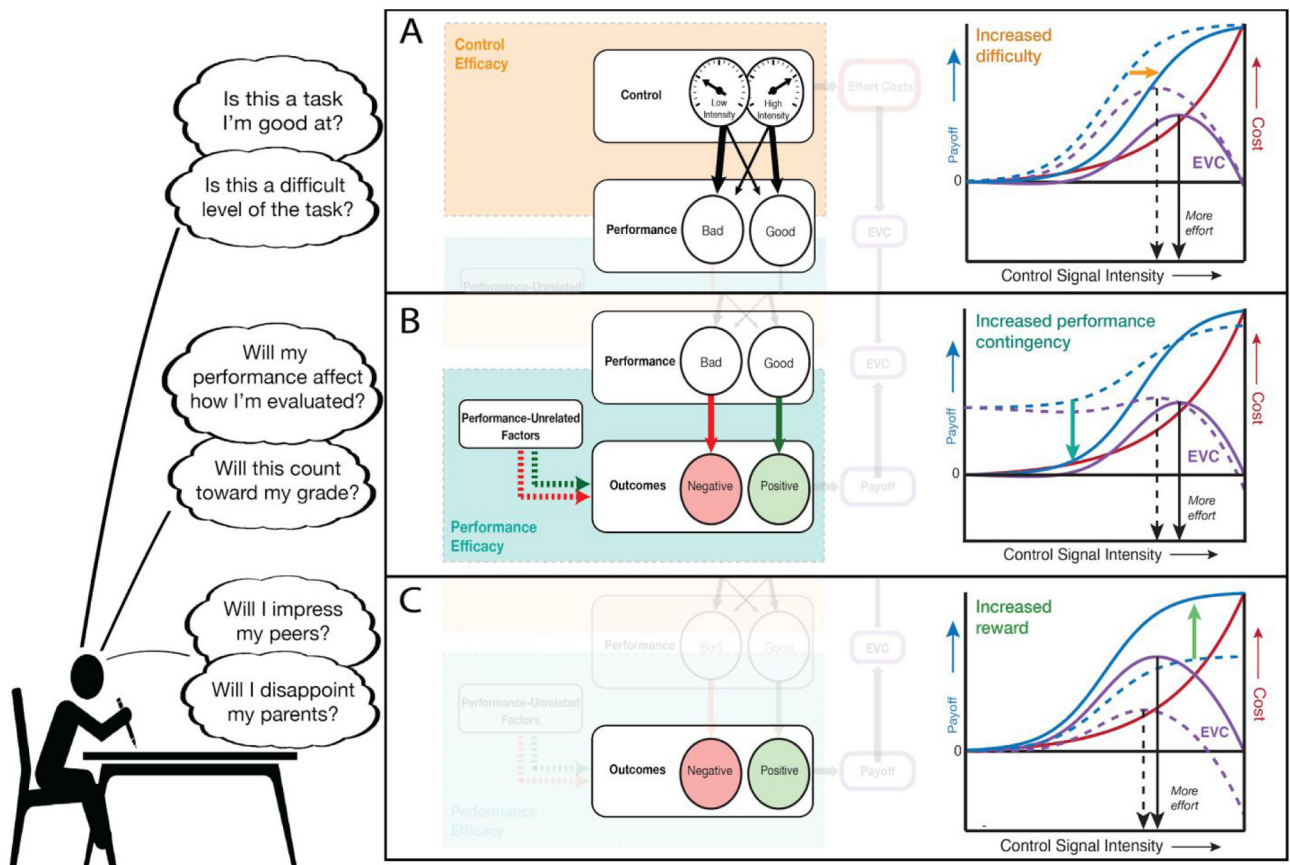 Is this a task
I'm good at?
Is this a difficult
level of the task?
Will my
performance affect
how I'm evaluated?
Will this count
toward my grade?
Will I impress
my peers?
Will I disappoint
my parents?
A
Control
Efficacy
Control
Low
Intensity
High
Intensity
Effort Costs
Performance
Bad
Good
EVC
Performance-Unrelated
Increased
difficulty
Payoff
Cost
EVC
0
More
effort
Control Signal Intensity
B
Performance
Bad
Good
EVC
Performance-Unrelated
Factors
Outcomes
Negative
Positive
Payoff
Performance
Efficacy
Increased performance
contingency
Payoff
Cost
EVC
0
More
effort
Control Signal Intensity
C
Performance
Bad
Good
EVC
Performance-Unrelated
Factors
Outcomes
Negative
Positive
Payoff
Performance
Efficacy
Increased
reward
Payoff
Cost
EVC
0
More
effort
Control Signal Intensity